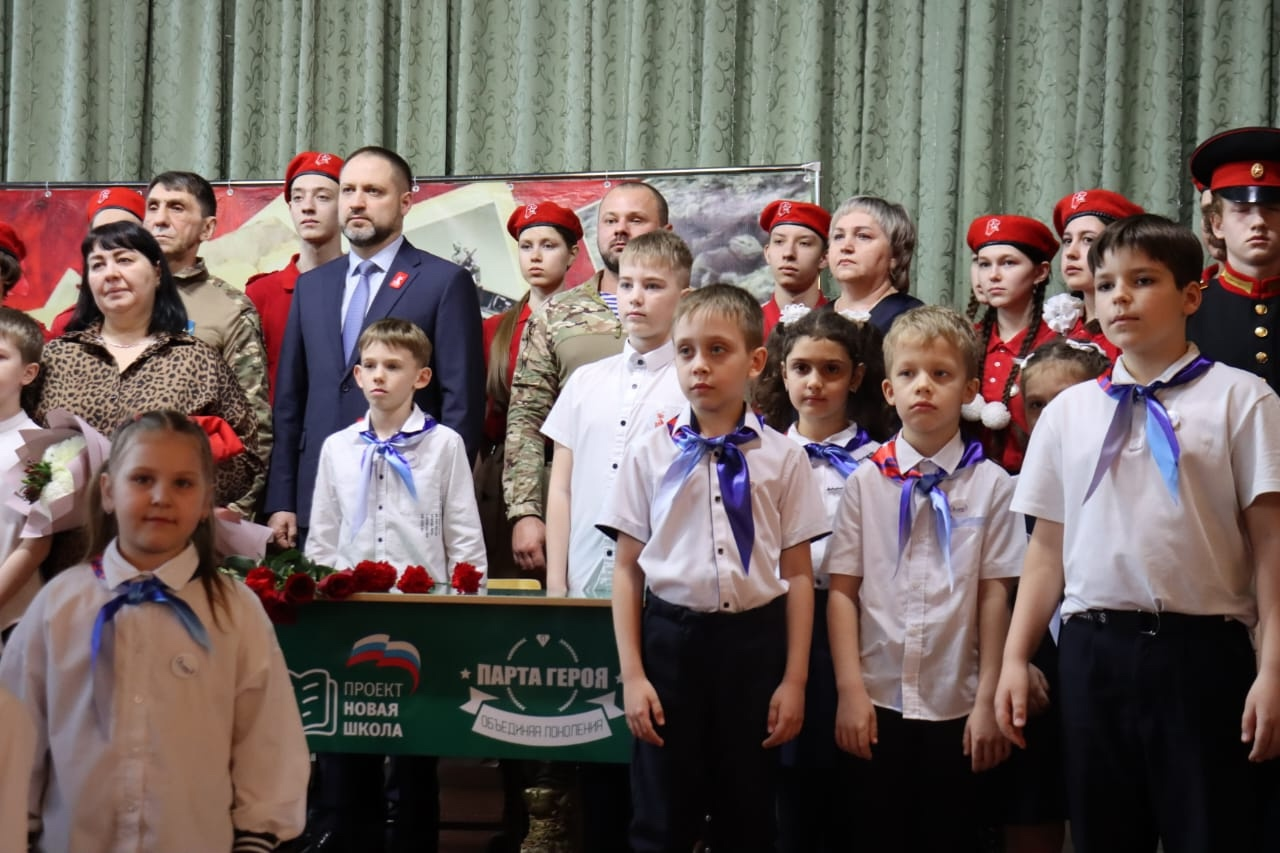 ПРОЕКТ
НОВАЯ
ШКОЛА
ПАРТА ГЕРОЯ
ОБЪЕДИНЯЯ ПОКОЛЕНИЯ